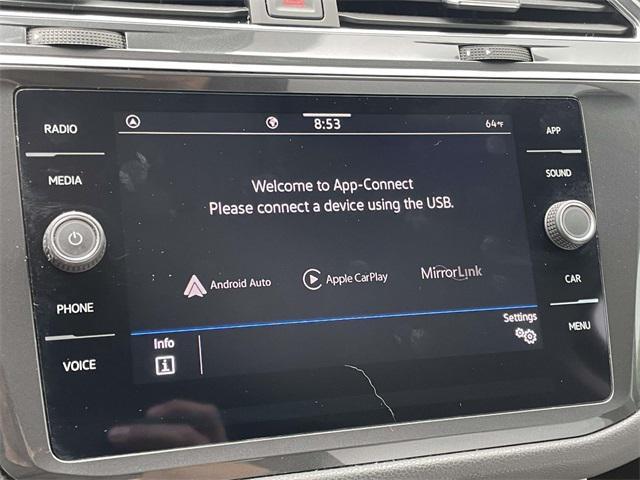 RADIO
MEDIA
PHONE
VOICE
8:53
64°F
Welcome to App-Connect
Please connect a device using the USB.
Android Auto
Apple CarPlay
MirrorLink
Info
i
Settings
APP
SOUND
CAR
MENU